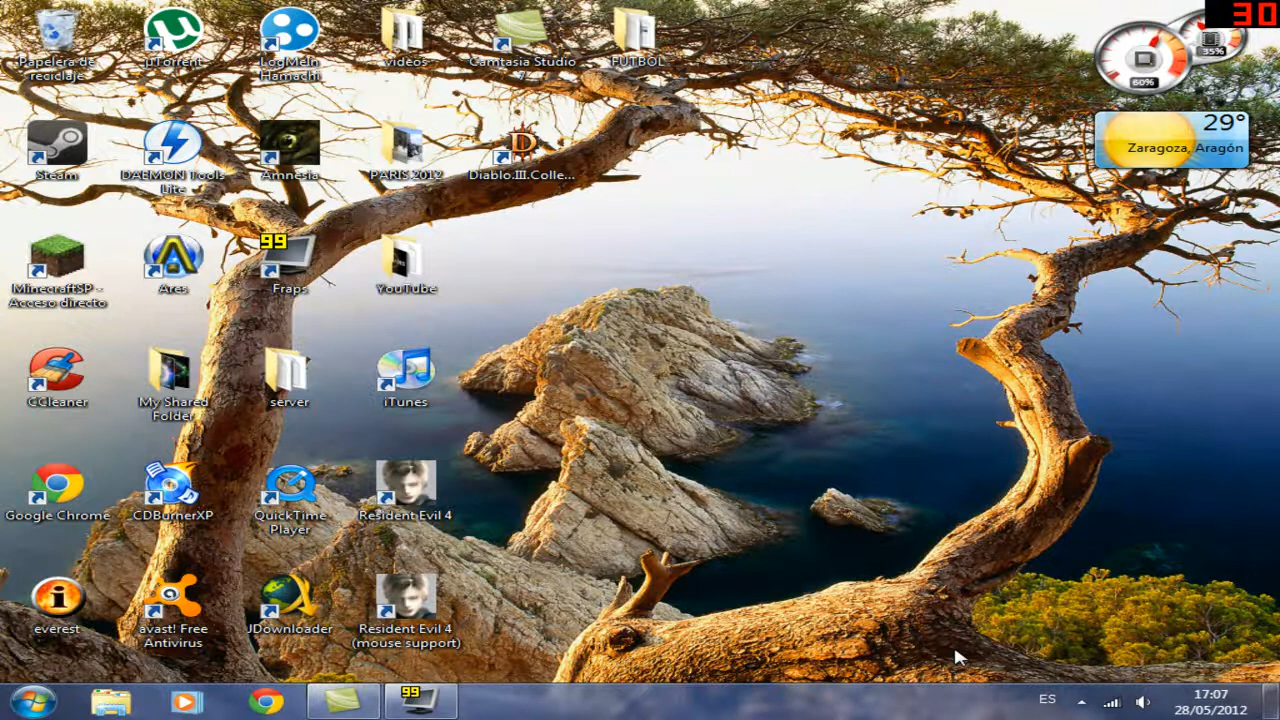 Papelera de
reciclaje
µTorrent
LogMeIn
Hamachi
videos
Camtasia Studio
7
FUTBOL
30
35%
60%
29°
Zaragoza, Aragón
Steam
DAEMON Tools
Lite
Amnesia
PARIS 2012
Diablo.III.Colle...
MinecraftSP -
Acceso directo
Ares
99
Fraps
YouTube
CCleaner
My Shared
Folder
server
iTunes
Google Chrome
CDBurnerXP
QuickTime
Player
Resident Evil 4
everest
avast! Free
Antivirus
JDownloader
Resident Evil 4
(mouse support)
99
ES
17:07
28/05/2012